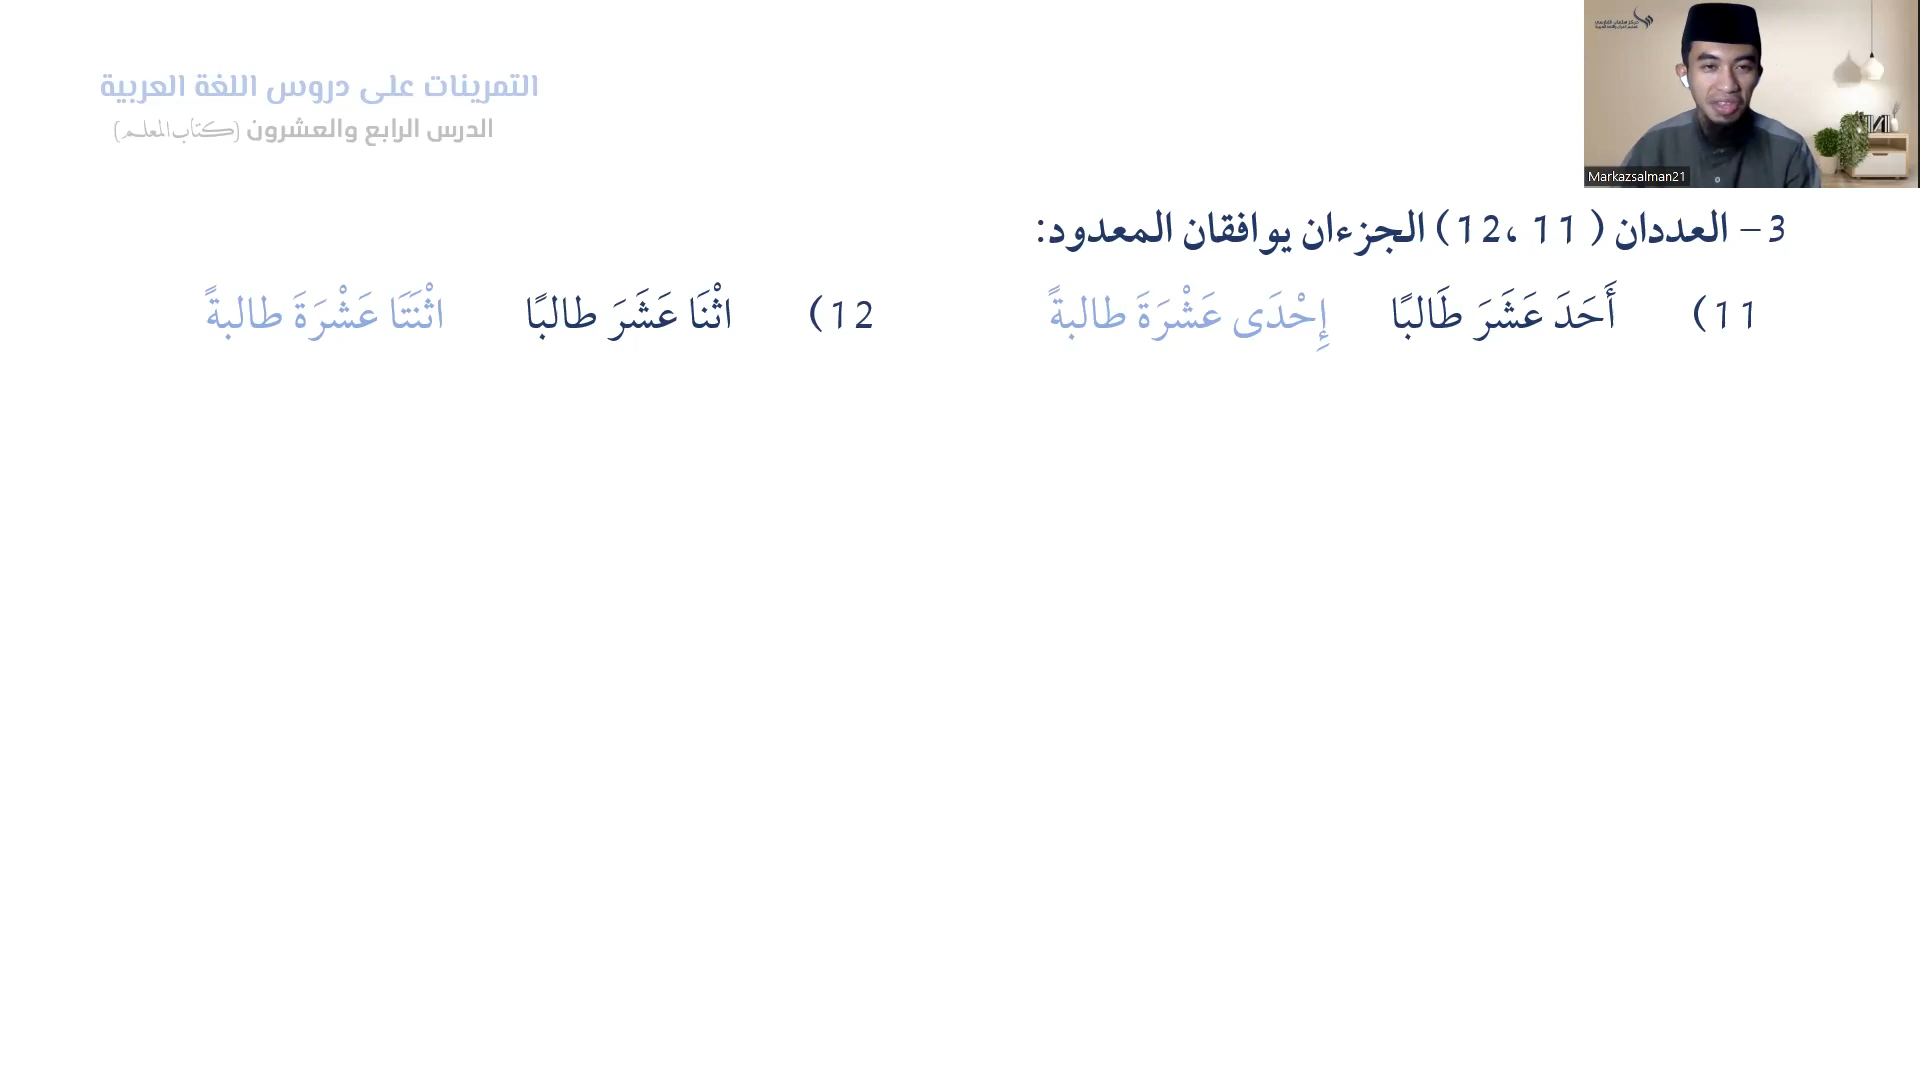 التمرينات على دروس اللغة العربية
الدرس الرابع والعشرون (كتاب المعلم)
Markazsalman21
3- العددان ( 11 ،12) الجزءان يوافقان المعدود:
11) أَحَدَ عَشَرَ طَالبًا إِحْدَى عَشْرَةَ طالبةً 12) اثْنَا عَشَرَ طالبًا اثْنَتَا عَشْرَةَ طالبةً